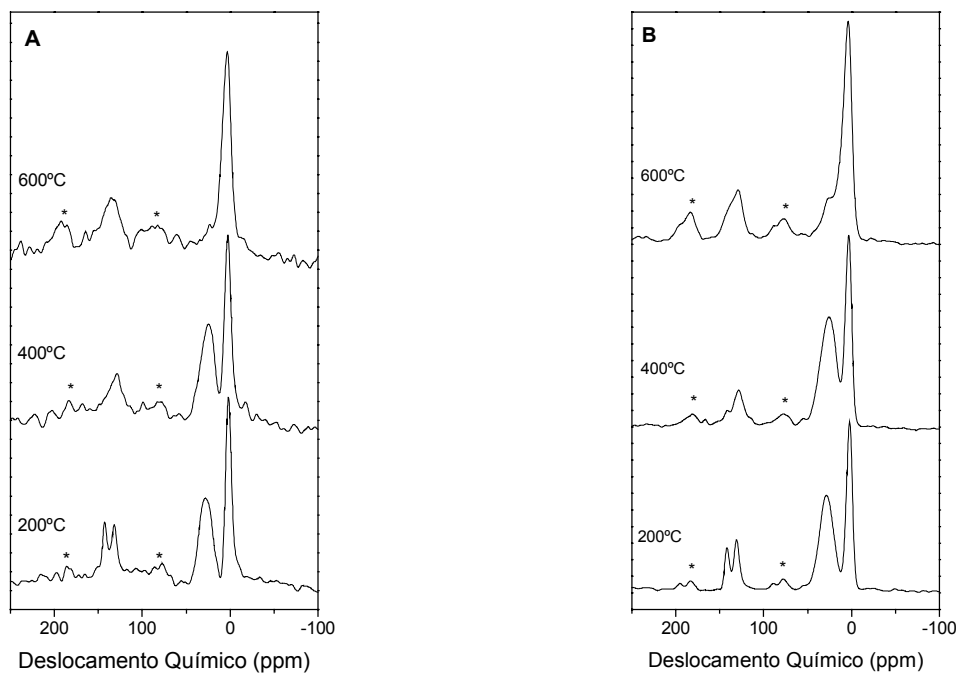 A
600ºC
* *
400ºC
* *
200ºC
* *
200 100 0 -100
Deslocamento Químico (ppm)
B
600ºC
* *
400ºC
* *
200ºC
* *
200 100 0 -100
Deslocamento Químico (ppm)